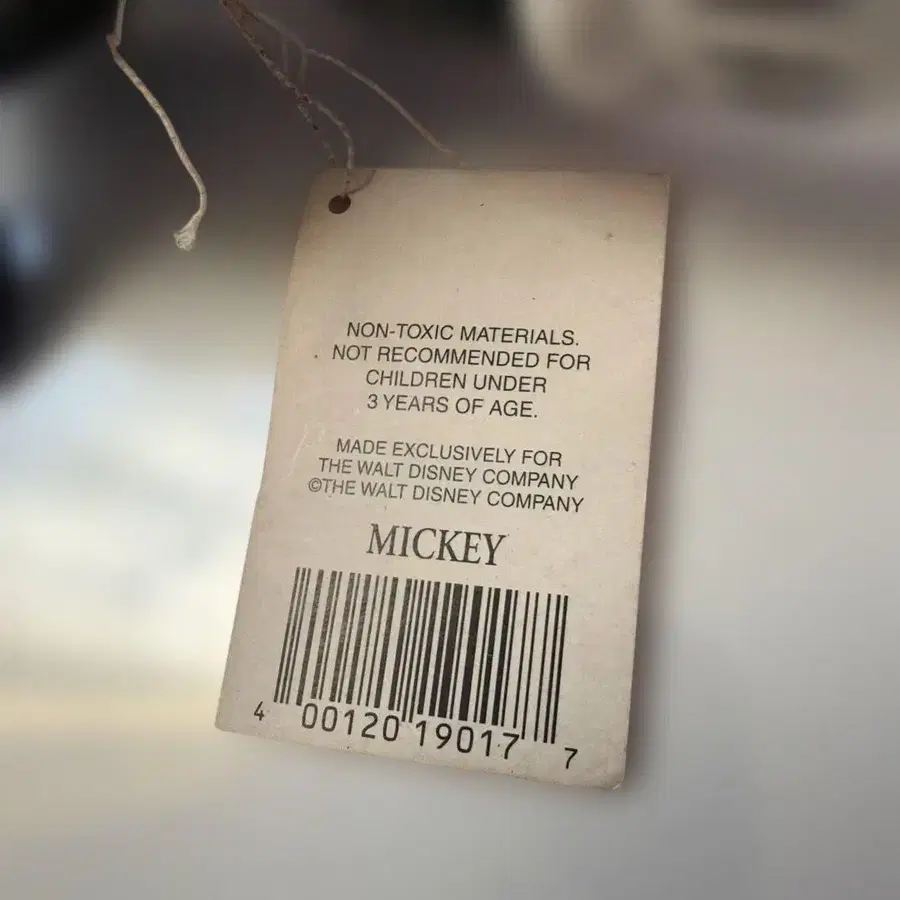 NON-TOXIC MATERIALS.
NOT RECOMMENDED FOR
CHILDREN UNDER
3 YEARS OF AGE.
MADE EXCLUSIVELY FOR
THE WALT DISNEY COMPANY
©THE WALT DISNEY COMPANY
MICKEY
4 00120 19017 7